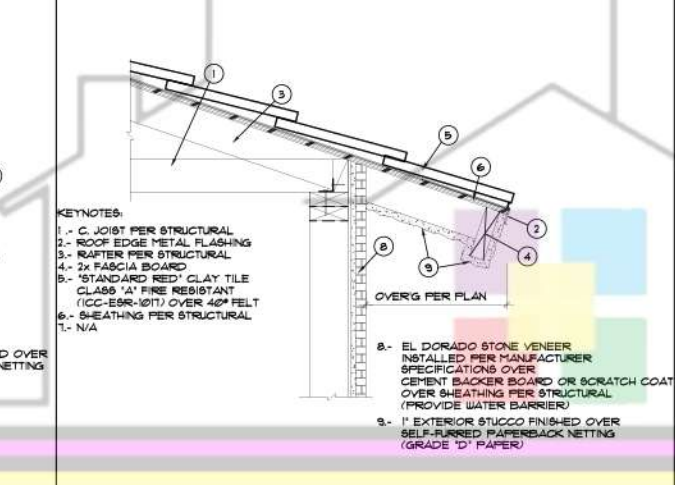 1
3
5
6
2
4
8
9
KEYNOTES:
1.- C. JOIST PER STRUCTURAL
2.- ROOF EDGE METAL FLASHING
3.- RAFTER PER STRUCTURAL
4.- 2x FASCIA BOARD
5.- "STANDARD RED" CLAY TILE
CLASS "A" FIRE RESISTANT
(ICC-ESR-1017) OVER 40# FELT
6.- SHEATHING PER STRUCTURAL
7.- N/A
OVER'G PER PLAN
D OVER
NETTING
8.- EL DORADO STONE VENEER
INSTALLED PER MANUFACTURER
SPECIFICATIONS OVER
CEMENT BACKER BOARD OR SCRATCH COAT
OVER SHEATHING PER STRUCTURAL
(PROVIDE WATER BARRIER)
9.- 1" EXTERIOR STUCCO FINISHED OVER
SELF-FURRED PAPERBACK NETTING
(GRADE "D" PAPER)